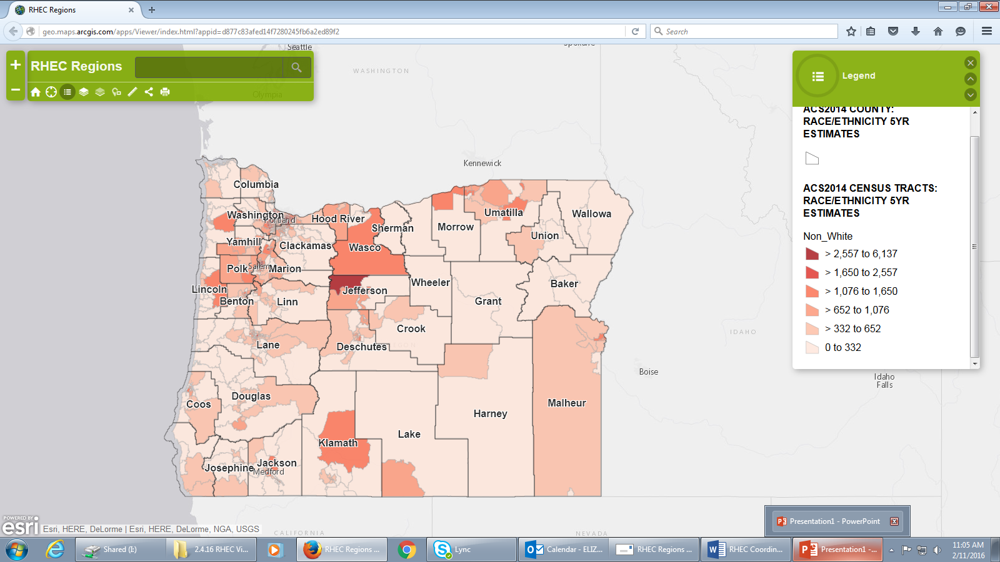 RHEC Regions
geo.maps.arcgis.com/apps/Viewer/index.html?appid=d877c83afed14f7280245fb6a2ed89f2
Search
Seattle
Spokane
WASHINGTON
RHEC Regions
Olympia
Legend
ACS2014 COUNTY:
RACE/ETHNICITY 5YR
ESTIMATES
ACS2014 CENSUS TRACTS:
RACE/ETHNICITY 5YR
ESTIMATES
Non_White
> 2,557 to 6,137
> 1,650 to 2,557
> 1,076 to 1,650
> 652 to 1,076
> 332 to 652
0 to 332
Kennewick
Columbia
Washington
Portland
Hood River
Sherman
Morrow
Umatilla
Wallowa
Union
Yamhill
Clackamas
Wasco
Polk
Salem
Marion
Lincoln
Jefferson
Wheeler
Baker
Benton
Linn
Grant
Crook
Lane
Deschutes
IDAHO
Boise
Idaho
Falls
Douglas
Coos
Malheur
Harney
Lake
Klamath
Josephine
Jackson
Medford
POWERED BY
esri
Esri, HERE, DeLorme | Esri, HERE, DeLorme, NGA, USGS
CALIFORNIA
NEVADA
Presentation1 - PowerPoint
Shared (I:)
2.4.16 RHEC Vi...
RHEC Regions ...
Lync
Calendar - ELIZ...
RHEC Regions ...
RHEC Coordin...
Presentation1 -...
11:05 AM
2/11/2016